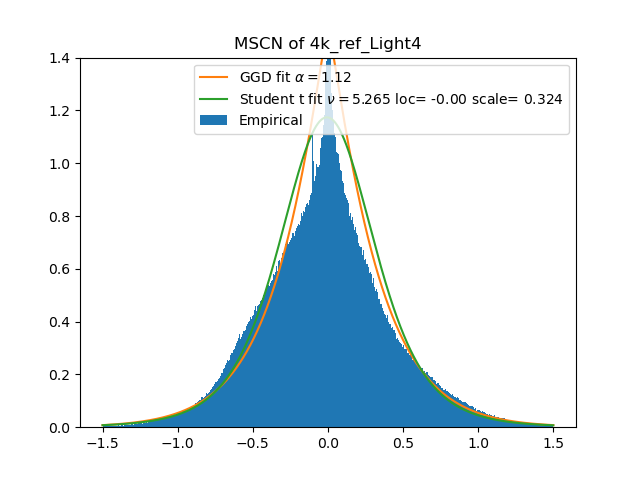 MSCN of 4k_ref_Light4
GGD fit α = 1.12
Student t fit ν = 5.265 loc= -0.00 scale= 0.324
Empirical
1.4
1.2
1.0
0.8
0.6
0.4
0.2
0.0
−1.5 −1.0 −0.5 0.0 0.5 1.0 1.5